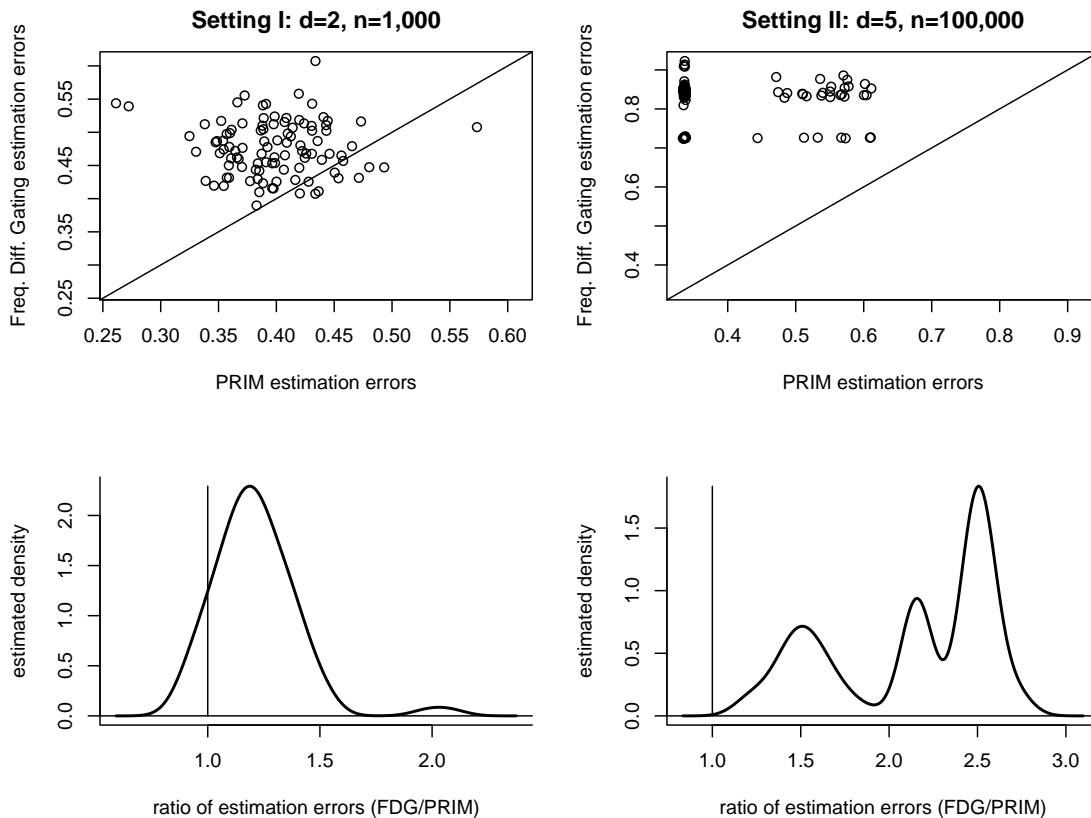 Setting I: d=2, n=1,000
Freq. Diff. Gating estimation errors
0.25 0.35 0.45 0.55
0.25 0.30 0.35 0.40 0.45 0.50 0.55 0.60
PRIM estimation errors
Setting II: d=5, n=100,000
Freq. Diff. Gating estimation errors
0.4 0.6 0.8
0.4 0.5 0.6 0.7 0.8 0.9
PRIM estimation errors
estimated density
0.0 0.5 1.0 1.5 2.0
1.0 1.5 2.0
ratio of estimation errors (FDG/PRIM)
estimated density
0.0 0.5 1.0 1.5
1.0 1.5 2.0 2.5 3.0
ratio of estimation errors (FDG/PRIM)